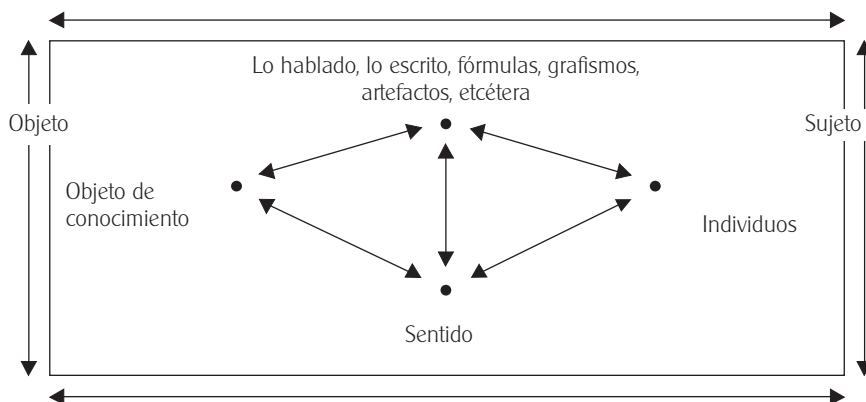 Lo hablado, lo escrito, fórmulas, grafismos,
artefactos, etcétera
Objeto
Sujeto
Objeto de
conocimiento
Individuos
Sentido